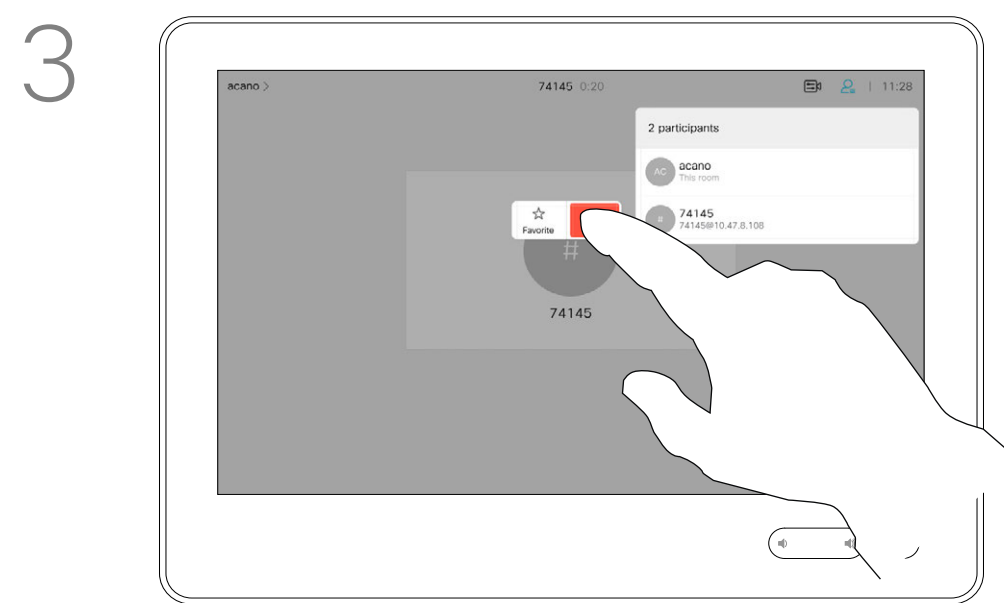 3
acano >
74145 0:20
| 11:28
2 participants
AC
acano
This room
#
74145
74145@10.47.8.108
Favorite
#
74145